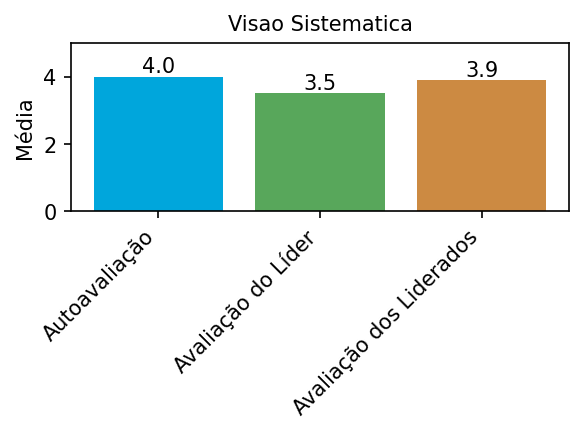 Visao Sistematica
4.0
3.5
3.9
Média
4
2
0
Autoavaliação
Avaliação do Líder
Avaliação dos Liderados